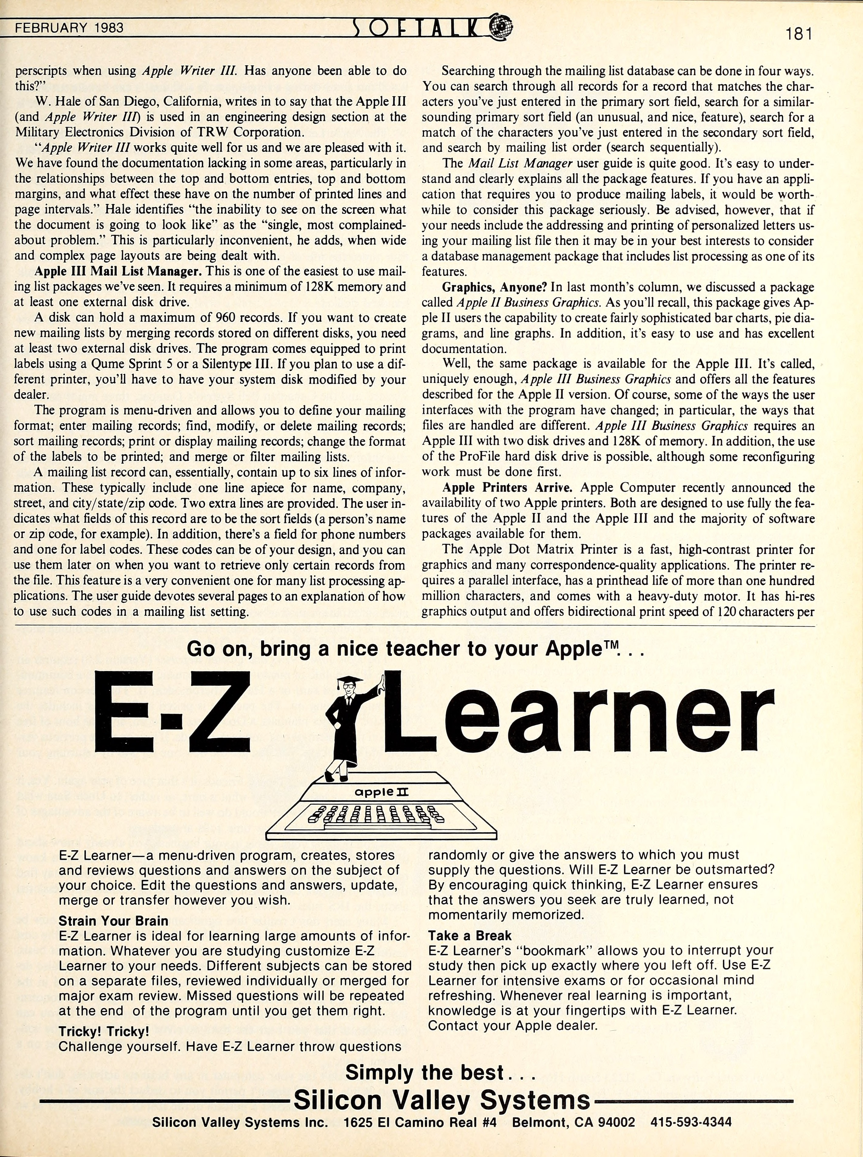 FEBRUARY 1983
SOFTALK
181
perscripts when using Apple Writer III. Has anyone been able to do
this?"
W. Hale of San Diego, California, writes in to say that the Apple III
(and Apple Writer III) is used in an engineering design section at the
Military Electronics Division of TRW Corporation.
"Apple Writer III works quite well for us and we are pleased with it.
We have found the documentation lacking in some areas, particularly in
the relationships between the top and bottom entries, top and bottom
margins, and what effect these have on the number of printed lines and
page intervals." Hale identifies "the inability to see on the screen what
the document is going to look like" as the "single, most complained-
about problem." This is particularly inconvenient, he adds, when wide
and complex page layouts are being dealt with.
Apple III Mail List Manager. This is one of the easiest to use mail-
ing list packages we've seen. It requires a minimum of 128K memory and
at least one external disk drive.
A disk can hold a maximum of 960 records. If you want to create
new mailing lists by merging records stored on different disks, you need
at least two external disk drives. The program comes equipped to print
labels using a Qume Sprint 5 or a Silentype III. If you plan to use a dif-
ferent printer, you'll have to have your system disk modified by your
dealer.
The program is menu-driven and allows you to define your mailing
format; enter mailing records; find, modify, or delete mailing records;
sort mailing records; print or display mailing records; change the format
of the labels to be printed; and merge or filter mailing lists.
A mailing list record can, essentially, contain up to six lines of infor-
mation. These typically include one line apiece for name, company,
street, and city/state/zip code. Two extra lines are provided. The user in-
dicates what fields of this record are to be the sort fields (a person's name
or zip code, for example). In addition, there's a field for phone numbers
and one for label codes. These codes can be of your design, and you can
use them later on when you want to retrieve only certain records from
the file. This feature is a very convenient one for many list processing ap-
plications. The user guide devotes several pages to an explanation of how
to use such codes in a mailing list setting.
Searching through the mailing list database can be done in four ways.
You can search through all records for a record that matches the char-
acters you've just entered in the primary sort field, search for a similar-
sounding primary sort field (an unusual, and nice, feature), search for a
match of the characters you've just entered in the secondary sort field,
and search by mailing list order (search sequentially).
The Mail List Manager user guide is quite good. It's easy to under-
stand and clearly explains all the package features. If you have an appli-
cation that requires you to produce mailing labels, it would be worth-
while to consider this package seriously. Be advised, however, that if
your needs include the addressing and printing of personalized letters us-
ing your mailing list file then it may be in your best interests to consider
a database management package that includes list processing as one of its
features.
Graphics, Anyone? In last month's column, we discussed a package
called Apple II Business Graphics. As you'll recall, this package gives Ap-
ple II users the capability to create fairly sophisticated bar charts, pie dia-
grams, and line graphs. In addition, it's easy to use and has excellent
documentation.
Well, the same package is available for the Apple III. It's called,
uniquely enough, Apple III Business Graphics and offers all the features
described for the Apple II version. Of course, some of the ways the user
interfaces with the program have changed; in particular, the ways that
files are handled are different. Apple III Business Graphics requires an
Apple III with two disk drives and 128K of memory. In addition, the use
of the ProFile hard disk drive is possible, although some reconfiguring
work must be done first.
Apple Printers Arrive. Apple Computer recently announced the
availability of two Apple printers. Both are designed to use fully the fea-
tures of the Apple II and the Apple III and the majority of software
packages available for them.
The Apple Dot Matrix Printer is a fast, high-contrast printer for
graphics and many correspondence-quality applications. The printer re-
quires a parallel interface, has a printhead life of more than one hundred
million characters, and comes with a heavy-duty motor. It has hi-res
graphics output and offers bidirectional print speed of 120 characters per
Go on, bring a nice teacher to your Apple™. . .
E-Z Learner
apple II
E-Z Learner—a menu-driven program, creates, stores
and reviews questions and answers on the subject of
your choice. Edit the questions and answers, update,
merge or transfer however you wish.
Strain Your Brain
E-Z Learner is ideal for learning large amounts of infor-
mation. Whatever you are studying customize E-Z
Learner to your needs. Different subjects can be stored
on a separate files, reviewed individually or merged for
major exam review. Missed questions will be repeated
at the end of the program until you get them right.
Tricky! Tricky!
Challenge yourself. Have E-Z Learner throw questions
randomly or give the answers to which you must
supply the questions. Will E-Z Learner be outsmarted?
By encouraging quick thinking, E-Z Learner ensures
that the answers you seek are truly learned, not
momentarily memorized.
Take a Break
E-Z Learner's "bookmark" allows you to interrupt your
study then pick up exactly where you left off. Use E-Z
Learner for intensive exams or for occasional mind
refreshing. Whenever real learning is important,
knowledge is at your fingertips with E-Z Learner.
Contact your Apple dealer.
Simply the best. . .
Silicon Valley Systems
Silicon Valley Systems Inc. 1625 El Camino Real #4 Belmont, CA 94002 415-593-4344